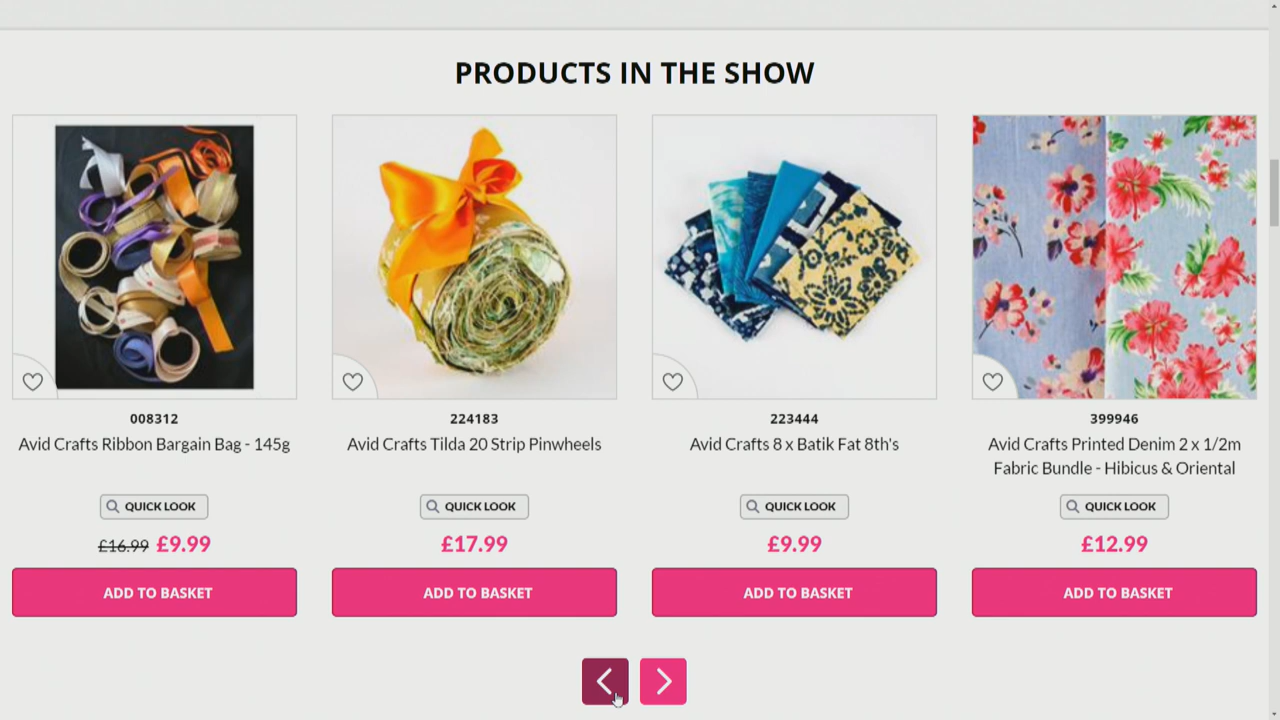 PRODUCTS IN THE SHOW
008312
Avid Crafts Ribbon Bargain Bag - 145g
QUICK LOOK
£16.99 £9.99
ADD TO BASKET
224183
Avid Crafts Tilda 20 Strip Pinwheels
QUICK LOOK
£17.99
ADD TO BASKET
223444
Avid Crafts 8 x Batik Fat 8th's
QUICK LOOK
£9.99
ADD TO BASKET
399946
Avid Crafts Printed Denim 2 x 1/2m
Fabric Bundle - Hibicus & Oriental
QUICK LOOK
£12.99
ADD TO BASKET